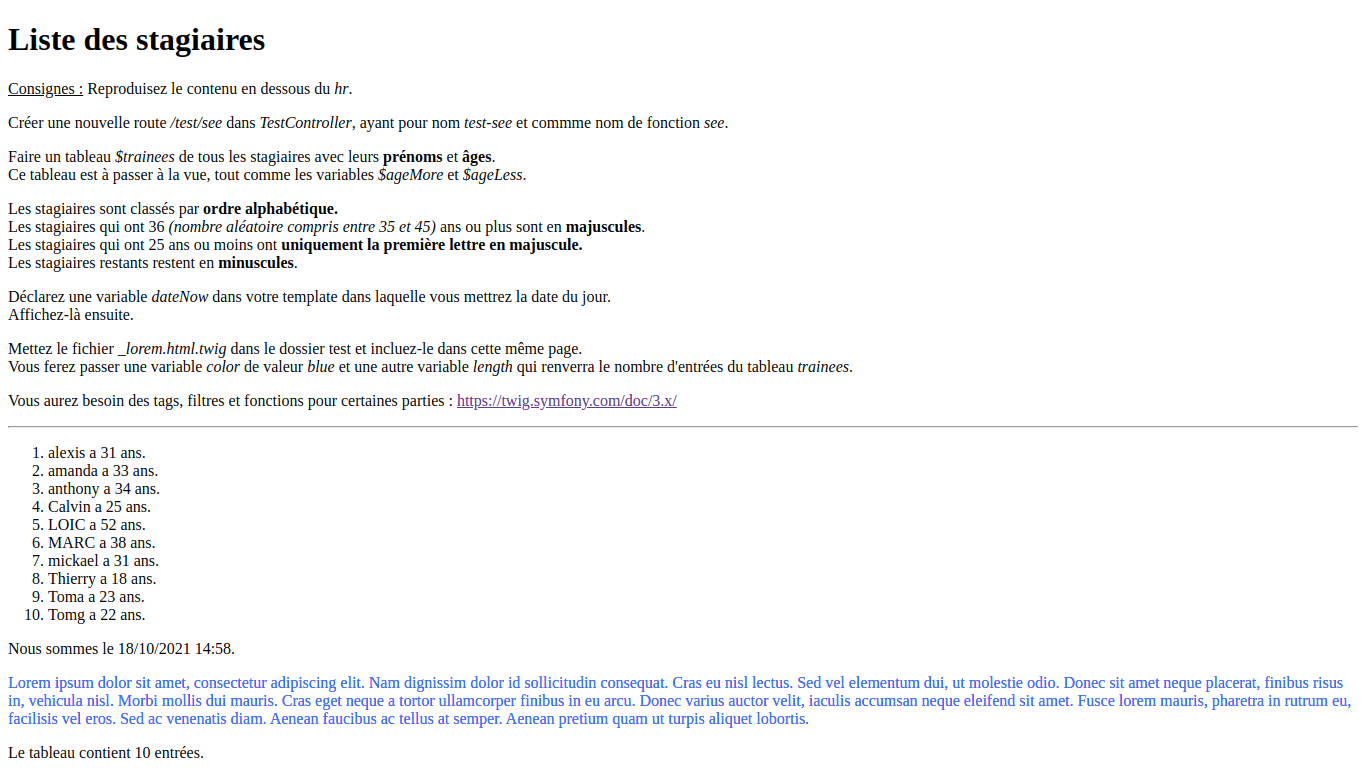 Liste des stagiaires
Consignes : Reproduisez le contenu en dessous du hr.
Créer une nouvelle route /test/see dans TestController, ayant pour nom test-see et commme nom de fonction see.
Faire un tableau $trainees de tous les stagiaires avec leurs prénoms et âges.
Ce tableau est à passer à la vue, tout comme les variables $ageMore et $ageLess.
Les stagiaires sont classés par ordre alphabétique.
Les stagiaires qui ont 36 (nombre aléatoire compris entre 35 et 45) ans ou plus sont en majuscules.
Les stagiaires qui ont 25 ans ou moins ont uniquement la première lettre en majuscule.
Les stagiaires restants restent en minuscules.
Déclarez une variable dateNow dans votre template dans laquelle vous mettrez la date du jour.
Affichez-là ensuite.
Mettez le fichier _lorem.html.twig dans le dossier test et incluez-le dans cette même page.
Vous ferez passer une variable color de valeur blue et une autre variable length qui renverra le nombre d'entrées du tableau trainees.
Vous aurez besoin des tags, filtres et fonctions pour certaines parties : https://twig.symfony.com/doc/3.x/
1. alexis a 31 ans.
2. amanda a 33 ans.
3. anthony a 34 ans.
4. Calvin a 25 ans.
5. LOIC a 52 ans.
6. MARC a 38 ans.
7. mickael a 31 ans.
8. Thierry a 18 ans.
9. Toma a 23 ans.
10. Tomg a 22 ans.
Nous sommes le 18/10/2021 14:58.
Lorem ipsum dolor sit amet, consectetur adipiscing elit. Nam dignissim dolor id sollicitudin consequat. Cras eu nisl lectus. Sed vel elementum dui, ut molestie odio. Donec sit amet neque placerat, finibus risus
in, vehicula nisl. Morbi mollis dui mauris. Cras eget neque a tortor ullamcorper finibus in eu arcu. Donec varius auctor velit, iaculis accumsan neque eleifend sit amet. Fusce lorem mauris, pharetra in rutrum eu,
facilisis vel eros. Sed ac venenatis diam. Aenean faucibus ac tellus at semper. Aenean pretium quam ut turpis aliquet lobortis.
Le tableau contient 10 entrées.